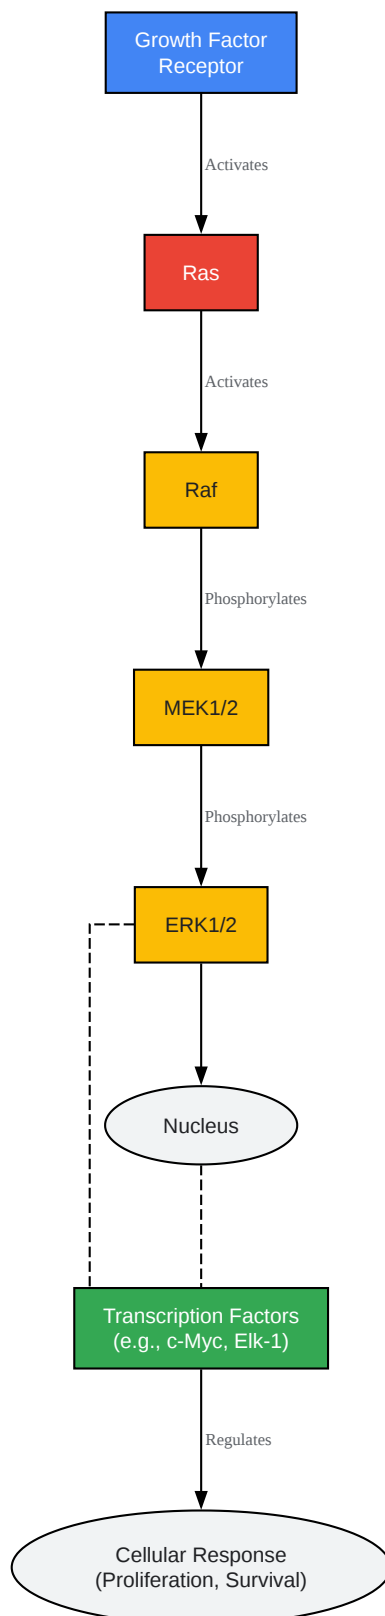 Growth Factor
Receptor
Activates
Ras
Activates
Raf
Phosphorylates
MEK1/2
Phosphorylates
ERK1/2
Nucleus
Transcription Factors
(e.g., c-Myc, Elk-1)
Regulates
Cellular Response
(Proliferation, Survival)